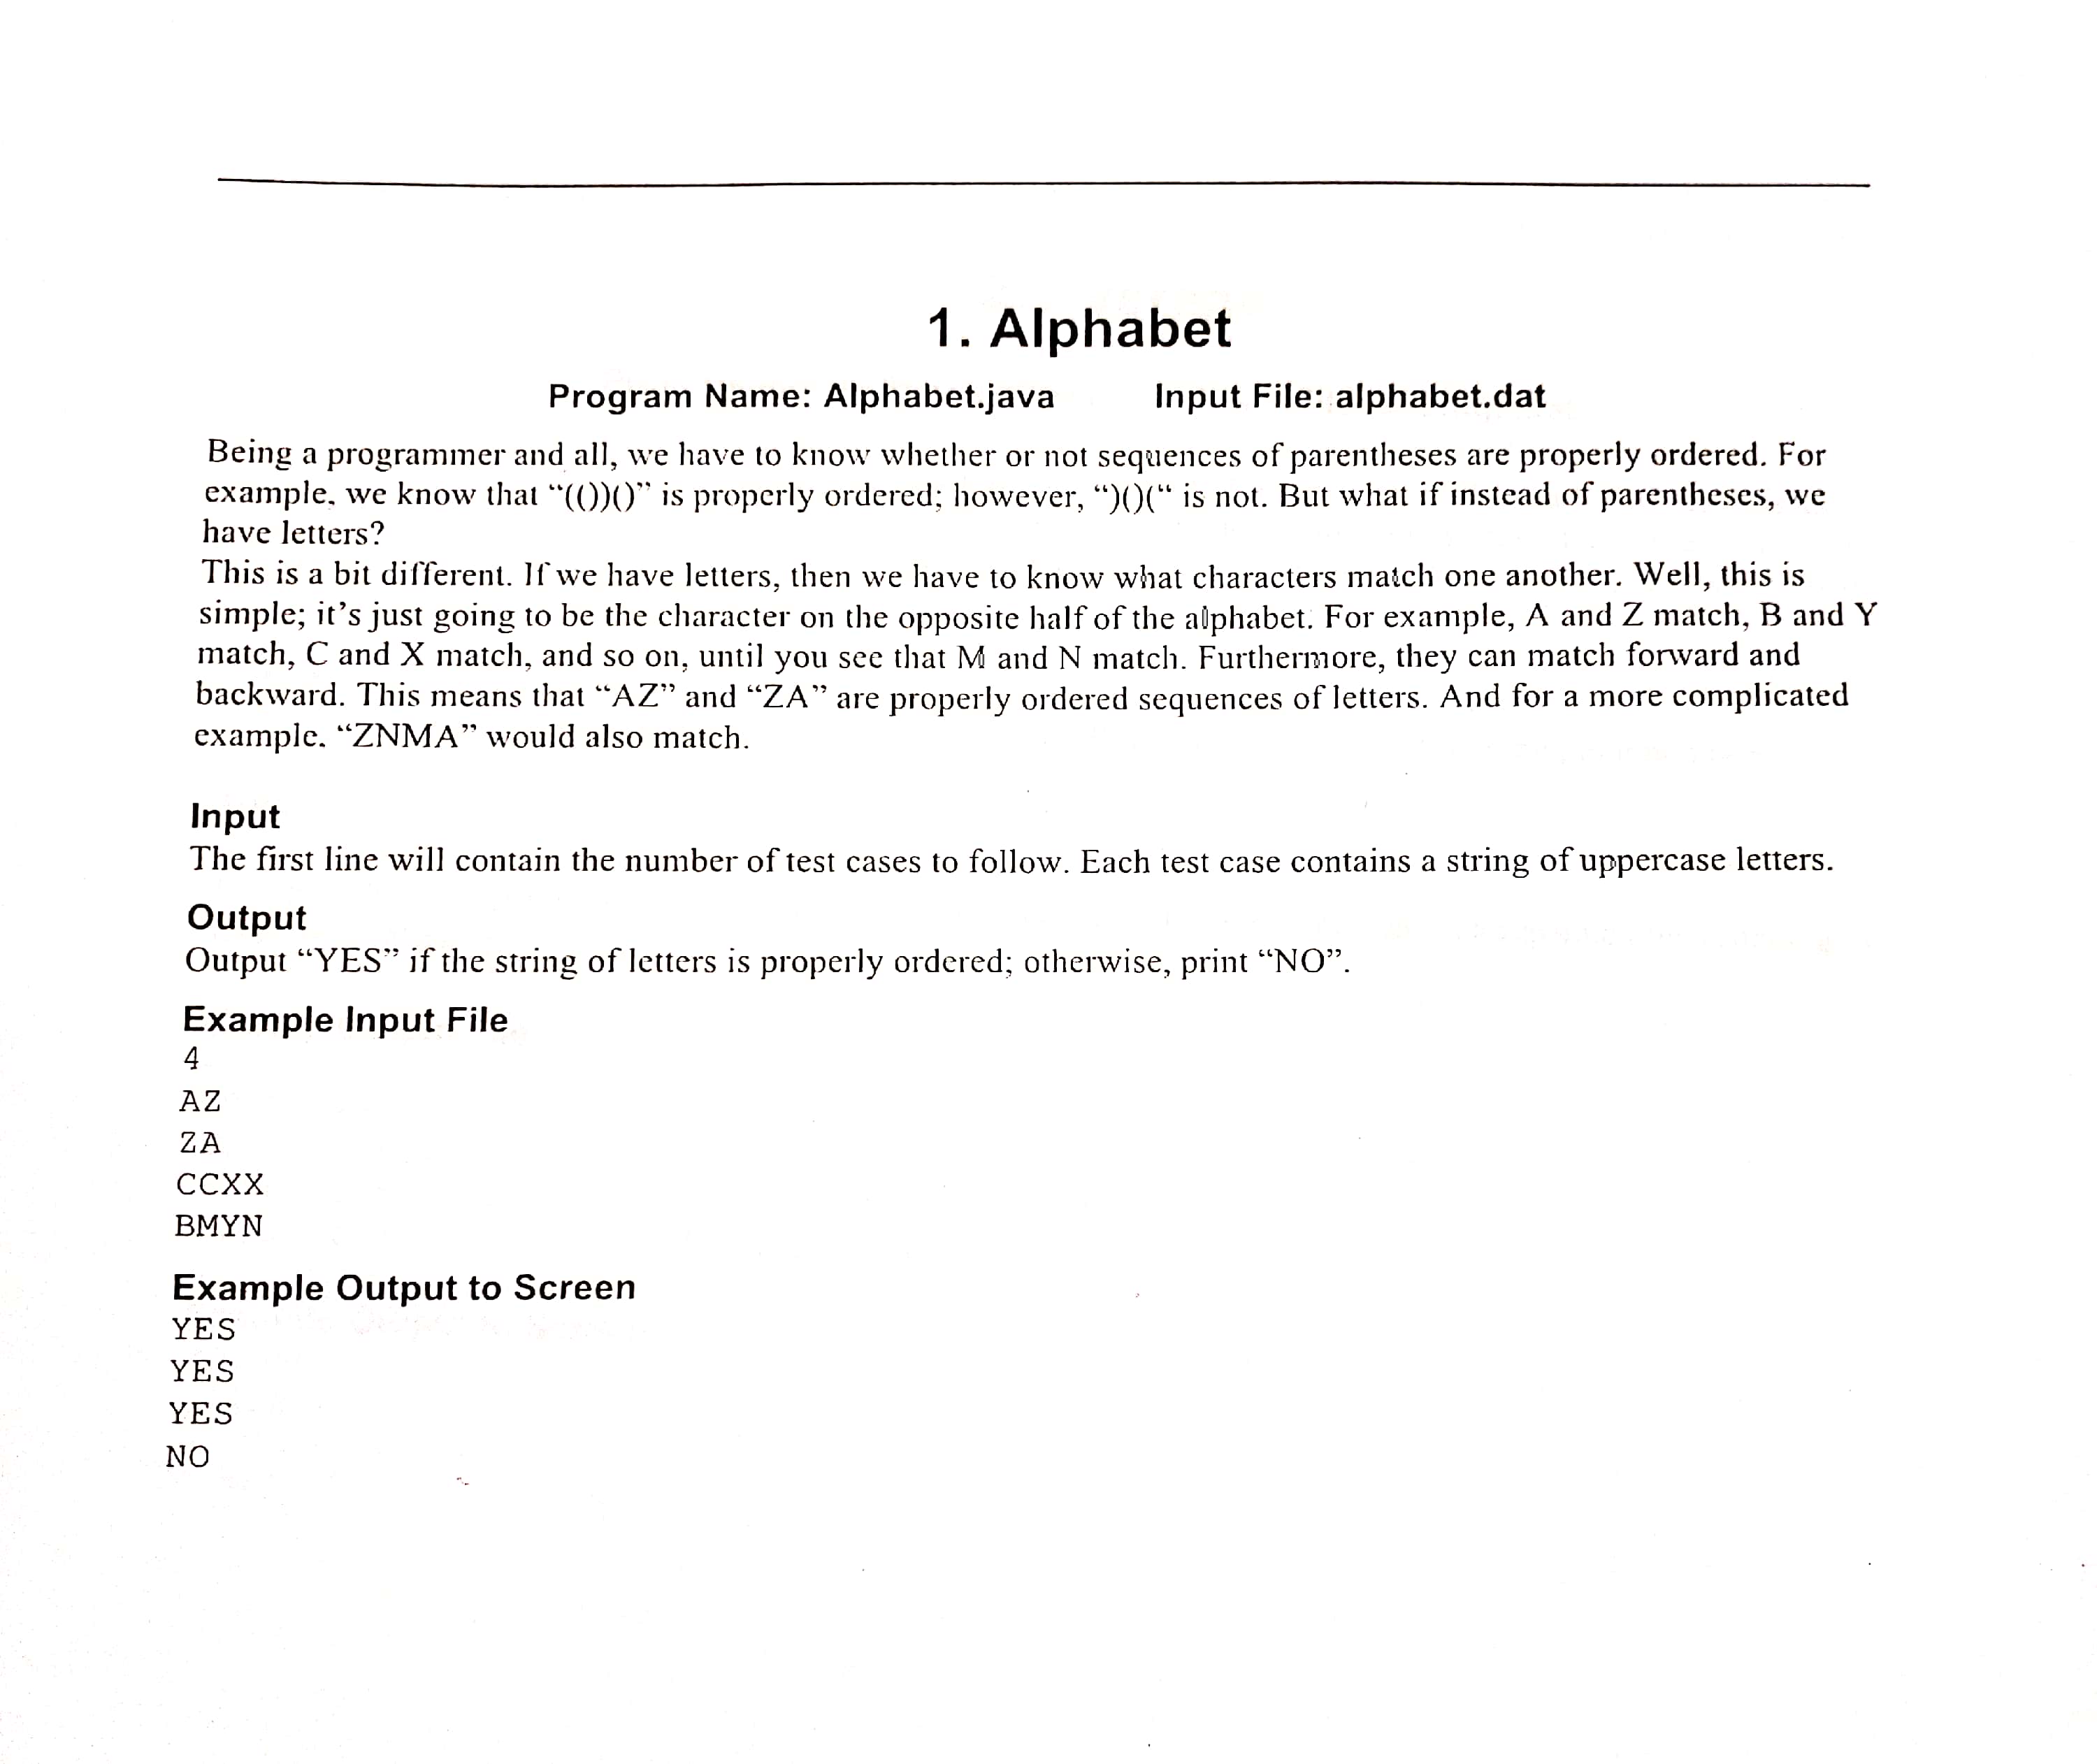 1. Alphabet
Program Name: Alphabet.java Input File: alphabet.dat
Being a programmer and all, we have to know whether or not sequences of parentheses are properly ordered. For
example, we know that “(())()” is properly ordered; however, “)()(“ is not. But what if instead of parentheses, we
have letters?
This is a bit different. If we have letters, then we have to know what characters match one another. Well, this is
simple; it’s just going to be the character on the opposite half of the alphabet. For example, A and Z match, B and Y
match, C and X match, and so on, until you see that M and N match. Furthermore, they can match forward and
backward. This means that “AZ” and “ZA” are properly ordered sequences of letters. And for a more complicated
example, “ZNMA” would also match.
Input
The first line will contain the number of test cases to follow. Each test case contains a string of uppercase letters.
Output
Output “YES” if the string of letters is properly ordered; otherwise, print “NO”.
Example Input File
4
AZ
ZA
CCXX
BMYN
Example Output to Screen
YES
YES
YES
NO